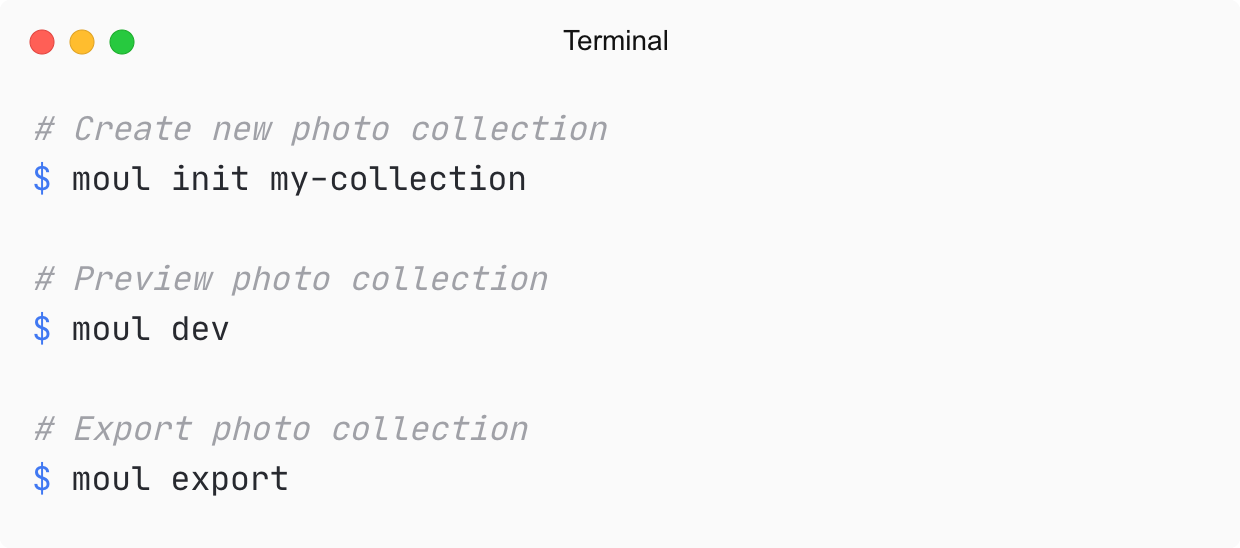 Terminal
# Create new photo collection
$ moul init my-collection
# Preview photo collection
$ moul dev
# Export photo collection
$ moul export